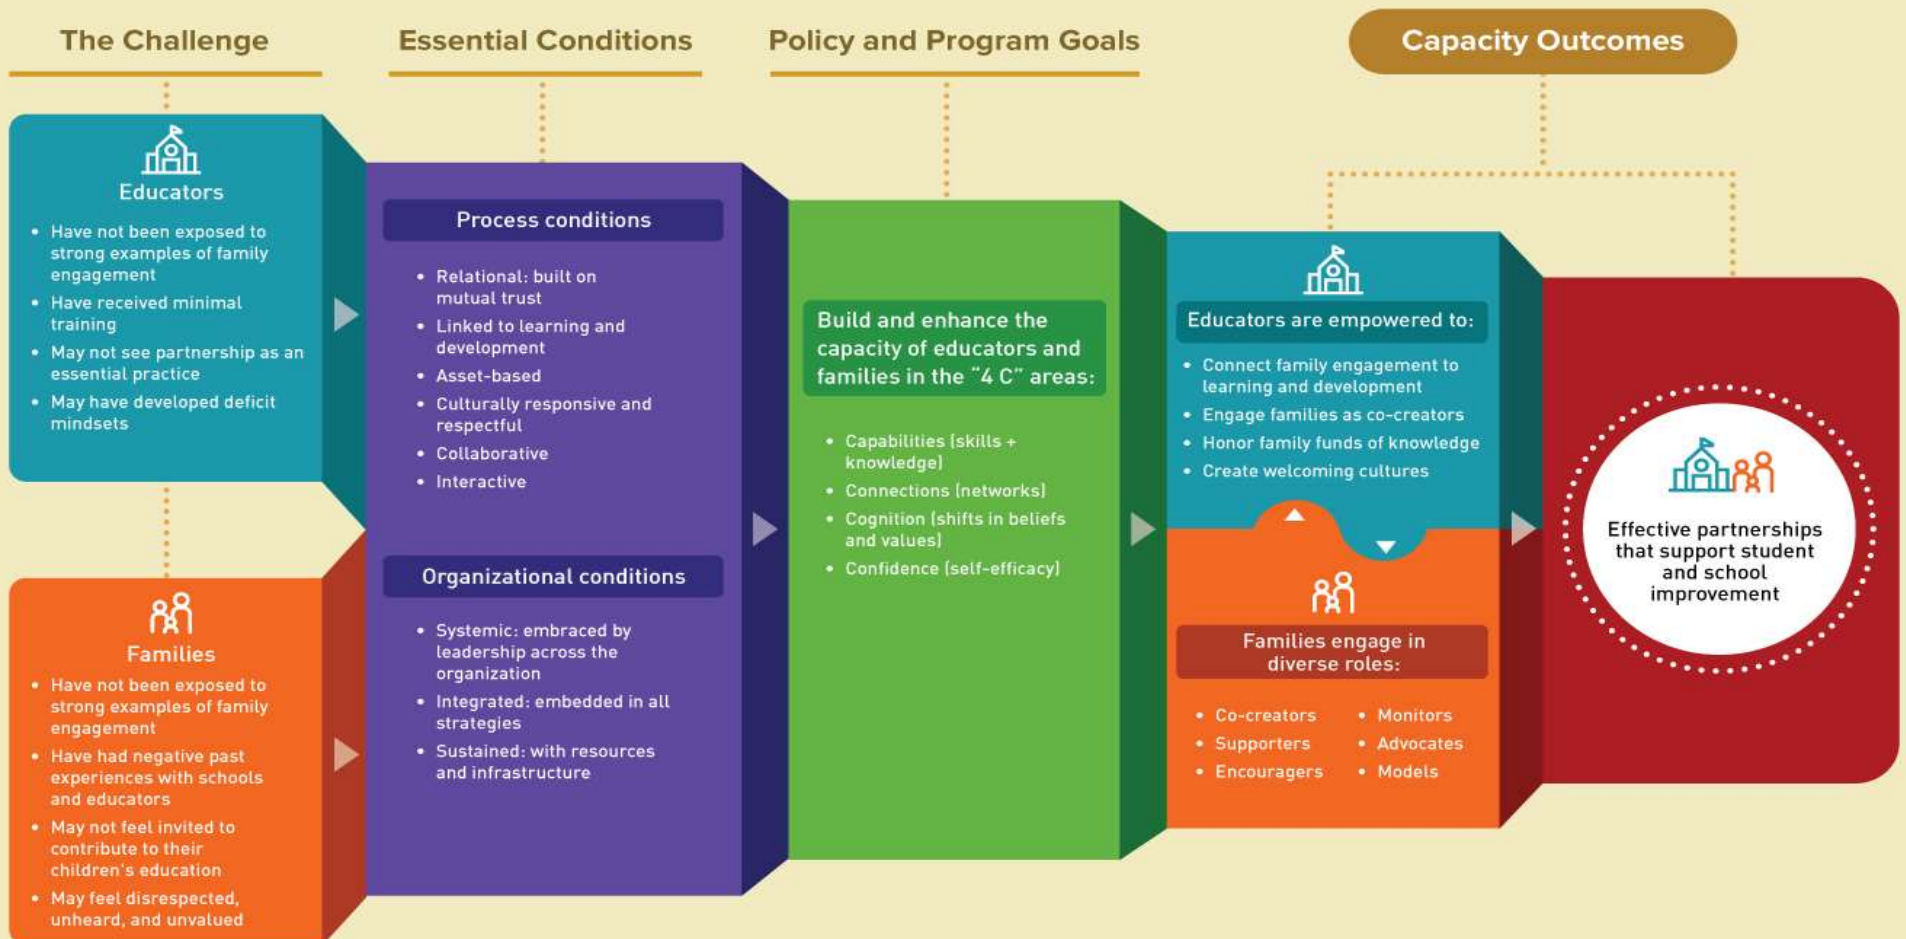 The Challenge
Essential Conditions
Policy and Program Goals
Capacity Outcomes
Educators
• Have not been exposed to
strong examples of family
engagement
• Have received minimal
training
• May not see partnership as an
essential practice
• May have developed deficit
mindsets
Families
• Have not been exposed to
strong examples of family
engagement
• Have had negative past
experiences with schools
and educators
• May not feel invited to
contribute to their
children's education
• May feel disrespected,
unheard, and unvalued
Process conditions
• Relational: built on
mutual trust
• Linked to learning and
development
• Asset-based
• Culturally responsive and
respectful
• Collaborative
• Interactive
Organizational conditions
• Systemic: embraced by
leadership across the
organization
• Integrated: embedded in all
strategies
• Sustained: with resources
and infrastructure
Build and enhance the
capacity of educators and
families in the "4 C" areas:
• Capabilities (skills +
knowledge)
• Connections (networks)
• Cognition (shifts in beliefs
and values)
• Confidence (self-efficacy)
Educators are empowered to:
• Connect family engagement to
learning and development
• Engage families as co-creators
• Honor family funds of knowledge
• Create welcoming cultures
Families engage in
diverse roles:
• Co-creators
• Supporters
• Encouragers
• Monitors
• Advocates
• Models
Effective partnerships
that support student
and school
improvement